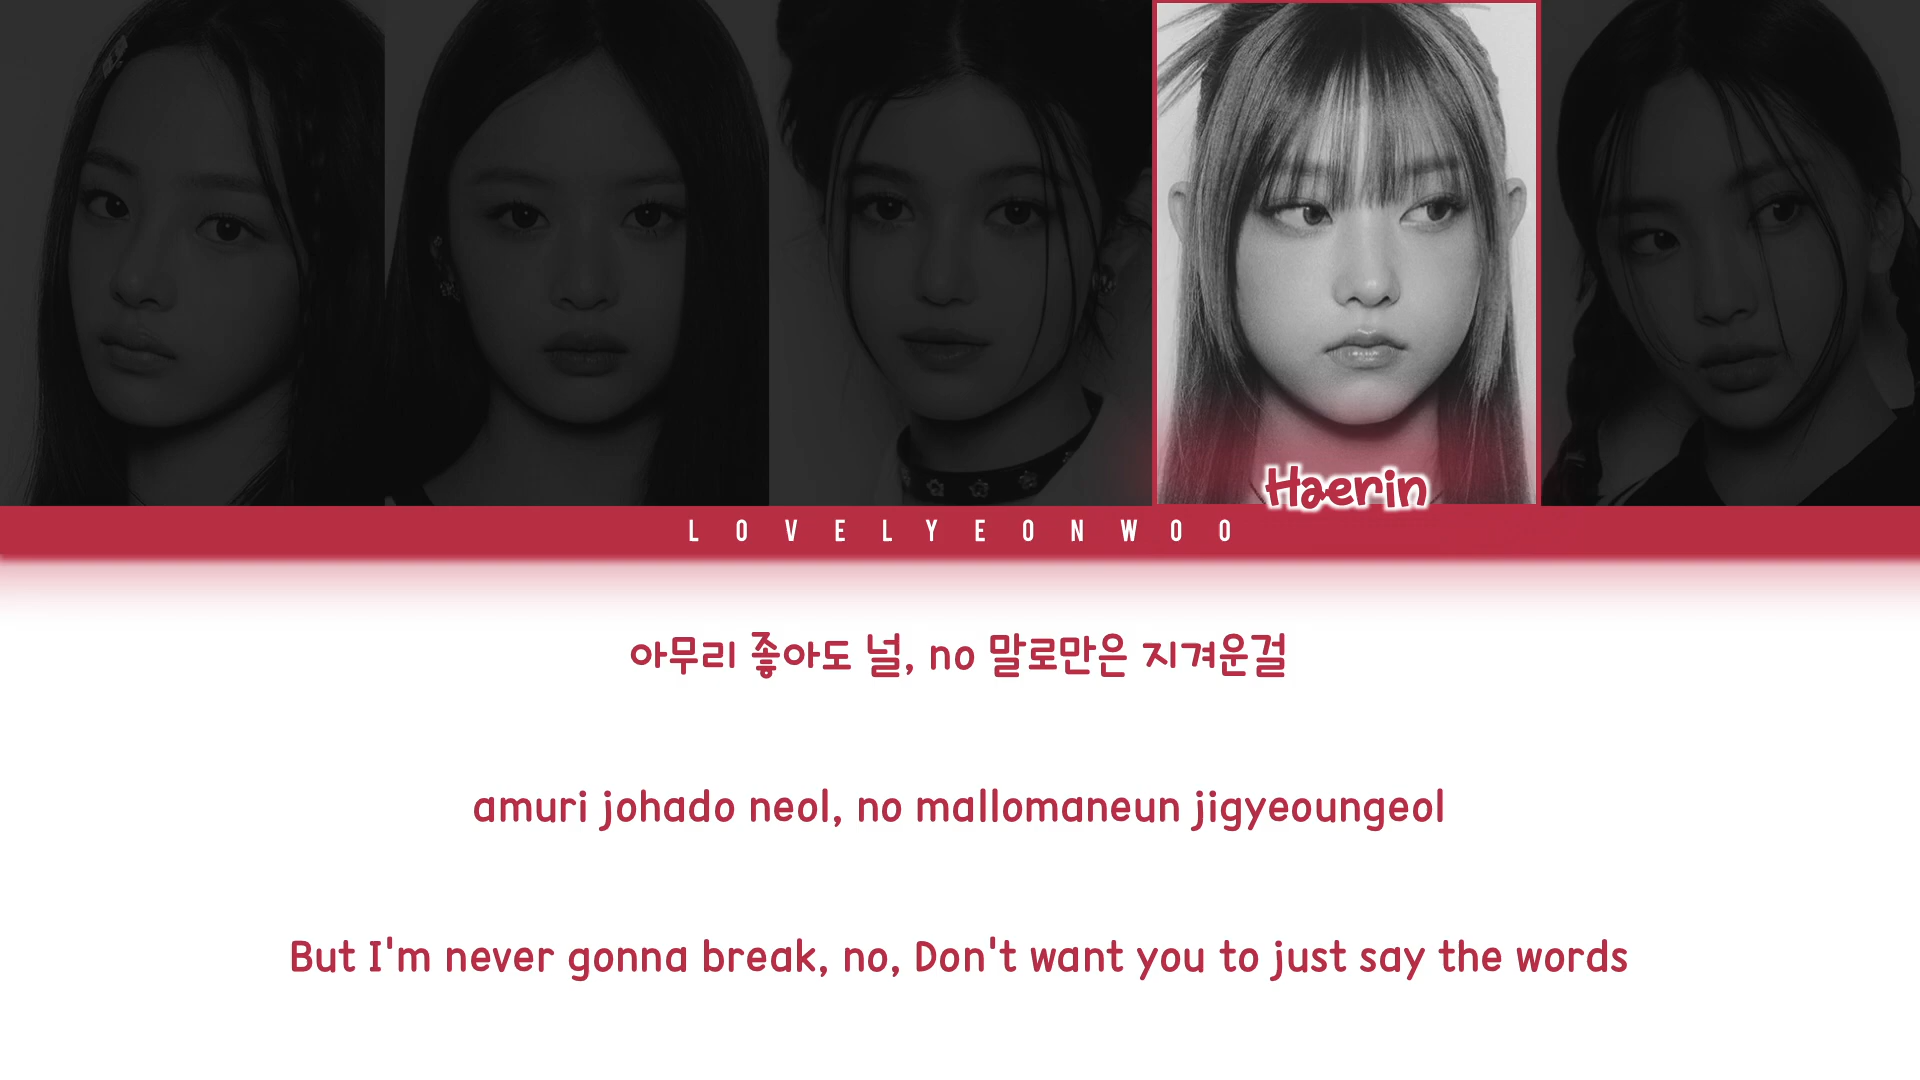 Haerin
LOVELYEONWOO
아무리 좋아도 널, no 말로만은 지겨운걸
amuri johado neol, no mallomaneun jigyeoungeol
But I'm never gonna break, no, Don't want you to just say the words